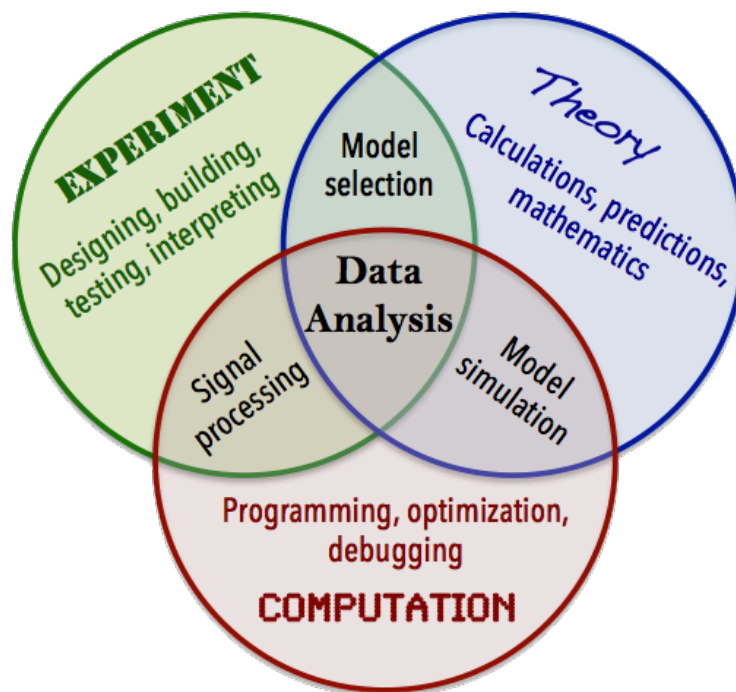 EXPERIMENT
Designing, building,
testing, interpreting
Theory
Calculations, predictions,
mathematics
Model
selection
Data
Analysis
Signal
processing
Model
simulation
Programming, optimization,
debugging
COMPUTATION